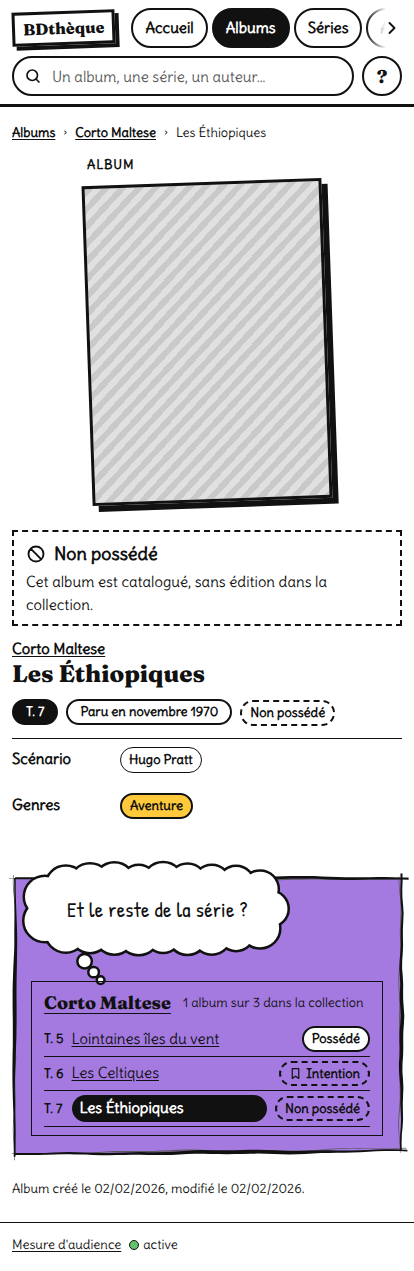 BDthèque
Accueil
Albums
Séries
Un album, une série, un auteur...
?
Albums › Corto Maltese › Les Éthiopiques
ALBUM
Non possédé
Cet album est catalogué, sans édition dans la
collection.
Corto Maltese
Les Éthiopiques
T. 7
Paru en novembre 1970
Non possédé
Scénario
Hugo Pratt
Genres
Aventure
Et le reste de la série ?
Corto Maltese 1 album sur 3 dans la collection
T. 5 Lointaines îles du vent Possédé
T. 6 Les Celtiques Intention
T. 7 Les Éthiopiques Non possédé
Album créé le 02/02/2026, modifié le 02/02/2026.
Mesure d'audience active